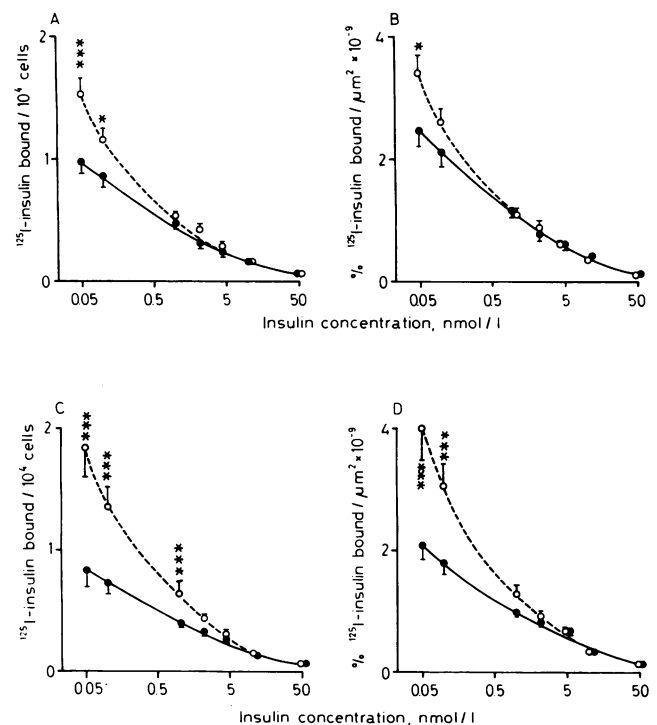 A
B
***
*
*
2
1
0
4
2
0
¹²⁵I-insulin bound / 10⁴ cells
% ¹²⁵I-insulin bound / µm² × 10⁻⁹
0.05 0.5 5 50
0.05 0.5 5 50
Insulin concentration, nmol / l
C
D
***
***
***
***
***
2
1
0
4
2
0
¹²⁵I-insulin bound / 10⁴ cells
% ¹²⁵I-insulin bound / µm² × 10⁻⁹
0.05 0.5 5 50
0.05 0.5 5 50
Insulin concentration, nmol / l